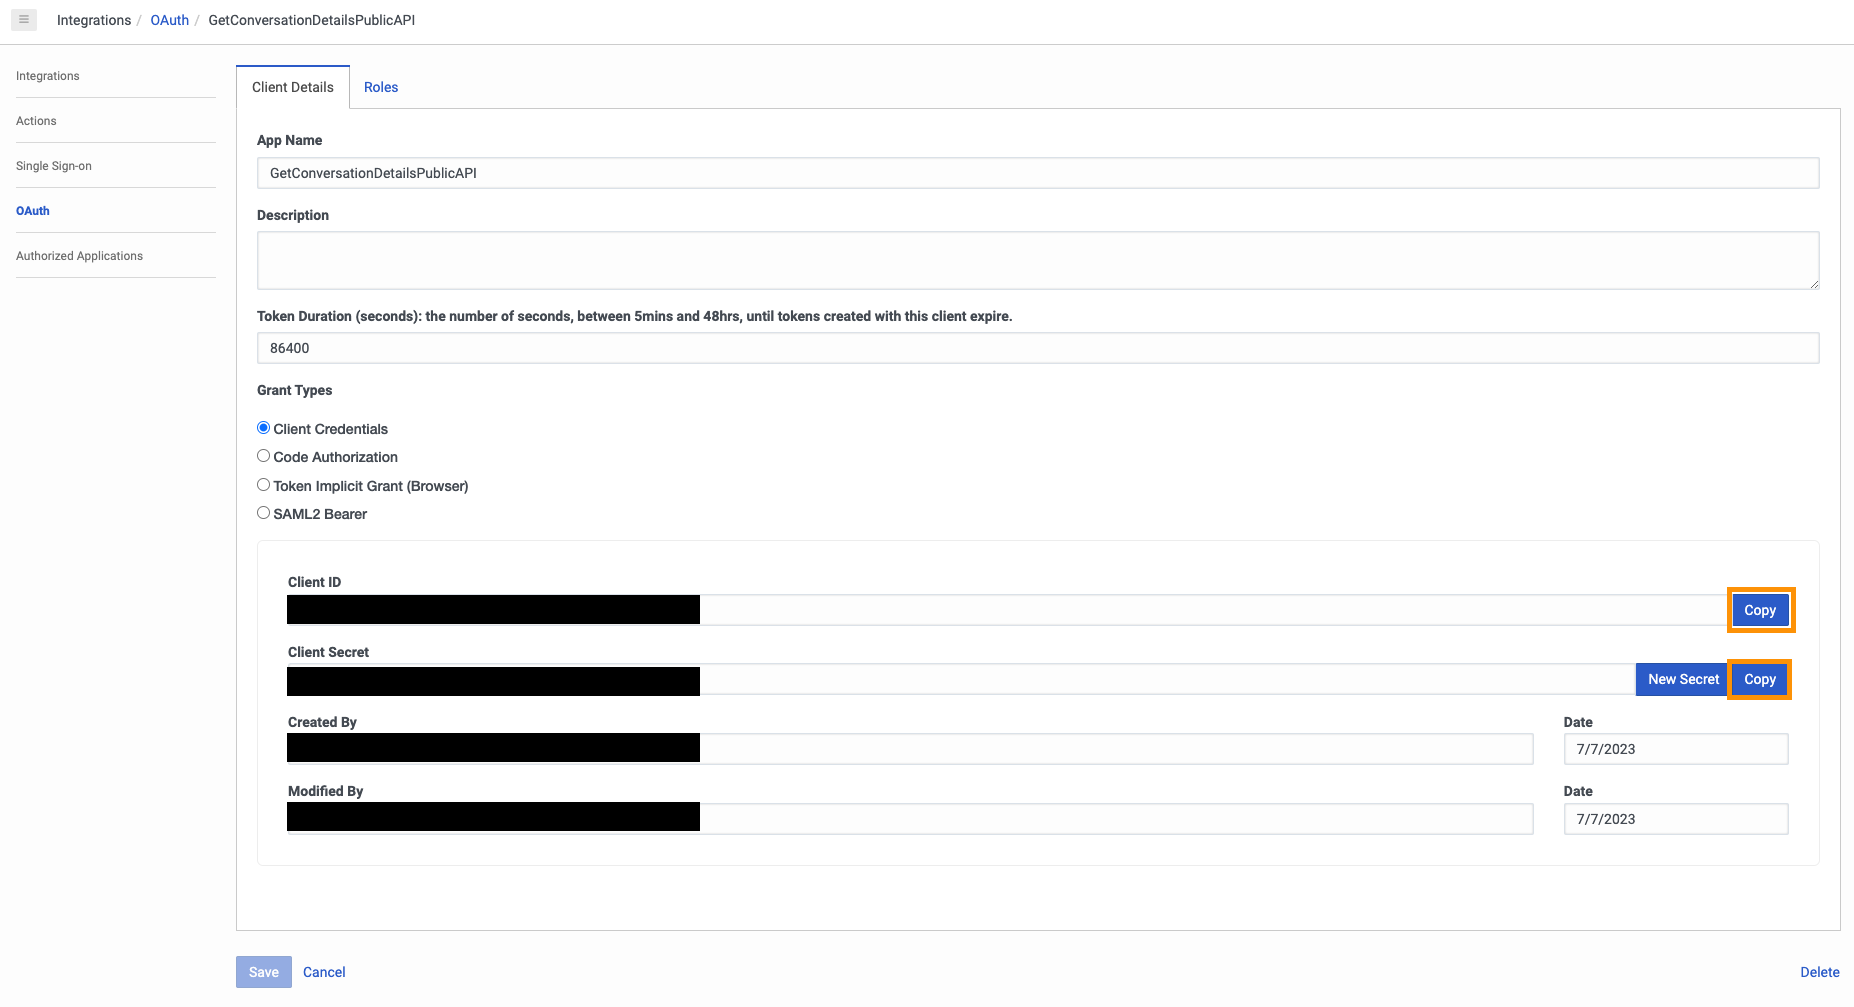 Integrations / OAuth / GetConversationDetailsPublicAPI
Integrations
Actions
Single Sign-on
OAuth
Authorized Applications
Client Details
Roles
App Name
GetConversationDetailsPublicAPI
Description
Token Duration (seconds): the number of seconds, between 5mins and 48hrs, until tokens created with this client expire.
86400
Grant Types
Client Credentials
Code Authorization
Token Implicit Grant (Browser)
SAML2 Bearer
Client ID
Copy
Client Secret
New Secret
Copy
Created By
Date
7/7/2023
Modified By
Date
7/7/2023
Save
Cancel
Delete